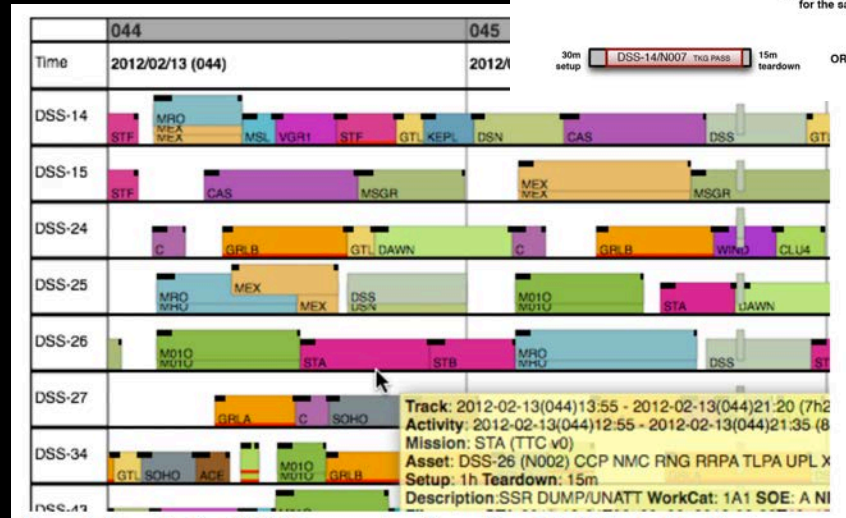 for the sa
30m
setup
DSS-14/N007 TKG PASS
15m
teardown
OR
044
045
Time
2012/02/13 (044)
2012/
DSS-14
STF
MRO
MEX
MEX
MSL
VGR1
STF
GTL
KEPL
DSN
CAS
DSS
GTL
DSS-15
STF
CAS
MSGR
MEX
MEX
MSGR
DSS-24
C
GRLB
GTL
DAWN
C
GRLB
WIND
CLU4
DSS-25
MRO
MRO
MEX
MEX
DSS
DSN
M01O
M01O
STA
DAWN
DSS-26
M01O
M01O
STA
STB
MRO
MRO
DSS
ST
DSS-27
GRLA
C
SOHO
Track: 2012-02-13(044)13:55 - 2012-02-13(044)21:20 (7h2
Activity: 2012-02-13(044)12:55 - 2012-02-13(044)21:35 (8
Mission: STA (TTC v0)
Asset: DSS-26 (N002) CCP NMC RNG RRPA TLPA UPL X
Setup: 1h Teardown: 15m
Description:SSR DUMP/UNATT WorkCat: 1A1 SOE: A NI
DSS-34
GTL
SOHO
ACE
M01O
M01O
GRLB
DSS-43